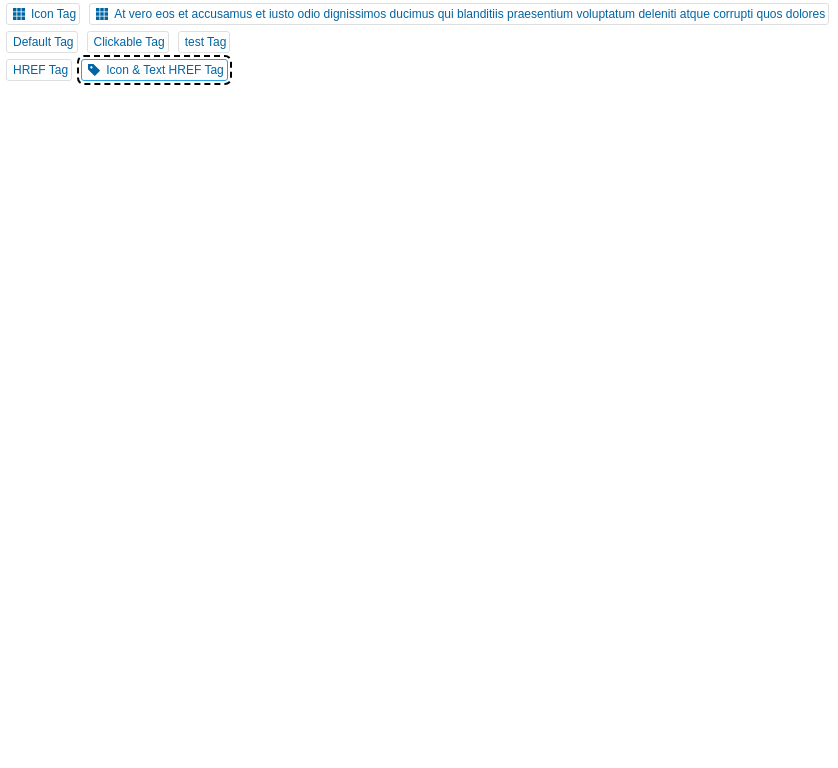 Icon Tag At vero eos et accusamus et iusto odio dignissimos ducimus qui blanditiis praesentium voluptatum deleniti atque corrupti quos dolores
Default Tag Clickable Tag test Tag
HREF Tag Icon & Text HREF Tag